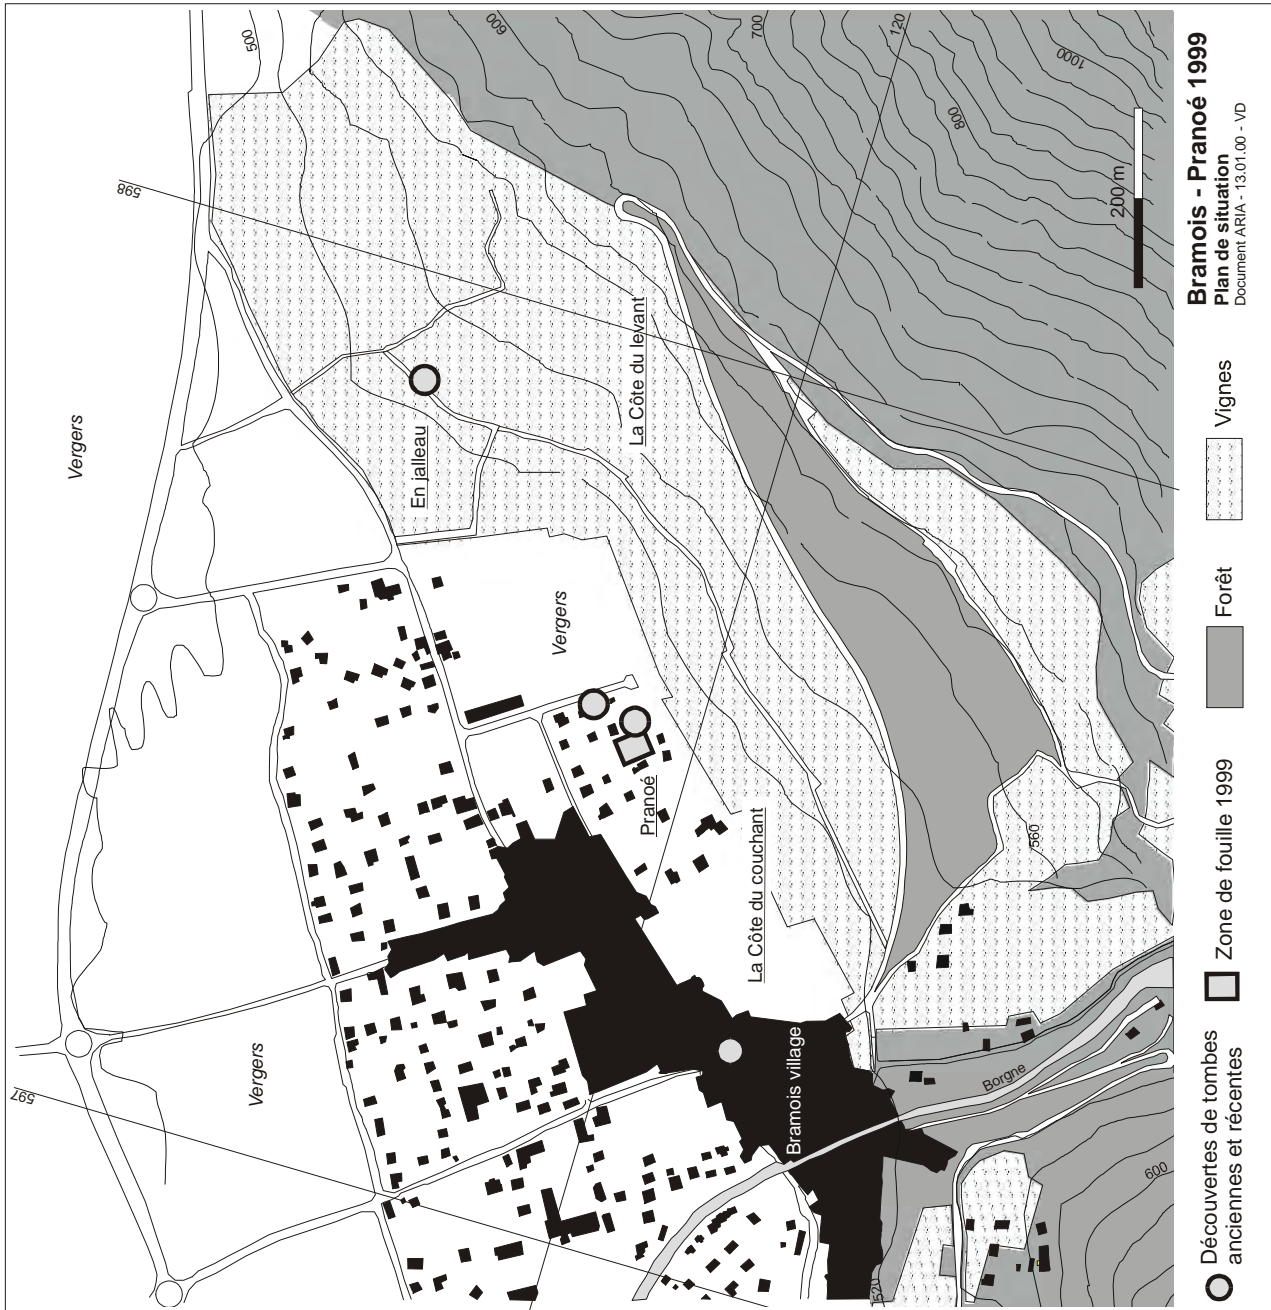 Bramois - Pranoé 1999
Plan de situation
Document ARIA - 13.01.00 - VD
200 m
Découvertes de tombes
anciennes et récentes
Zone de fouille 1999
Forêt
Vignes
Vergers
Vergers
Vergers
En jalleau
La Côte du levant
Pranoé
La Côte du couchant
Bramois village
Borgne
500
600
700
120
1000
800
598
597
560
520
600